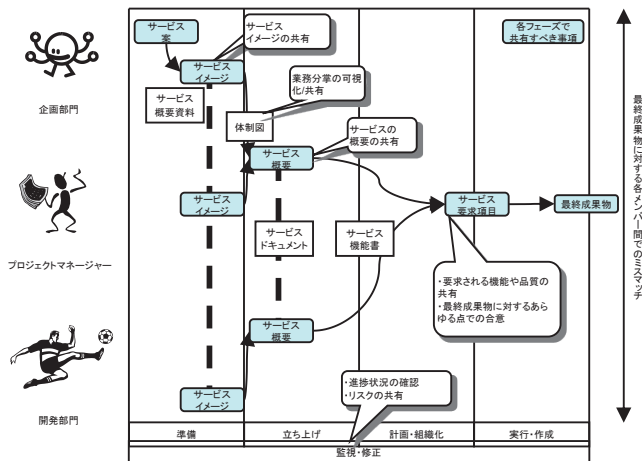 サービス
案
サービス
イメージの共有
各フェーズで
共有すべき事項
サービス
イメージ
業務分掌の可視
化/共有
企画部門
サービス
概要資料
体制図
サービスの
概要の共有
サービス
概要
サービス
イメージ
サービス
要求項目
最終成果物
プロジェクトマネージャー
サービス
ドキュメント
サービス
機能書
・要求される機能や品質の
共有
・最終成果物に対するあら
ゆる点での合意
サービス
概要
・進捗状況の確認
・リスクの共有
サービス
イメージ
開発部門
準備
立ち上げ
計画・組織化
実行・作成
監視・修正
最終成果物に対する各メンバー間でのミスマッチ